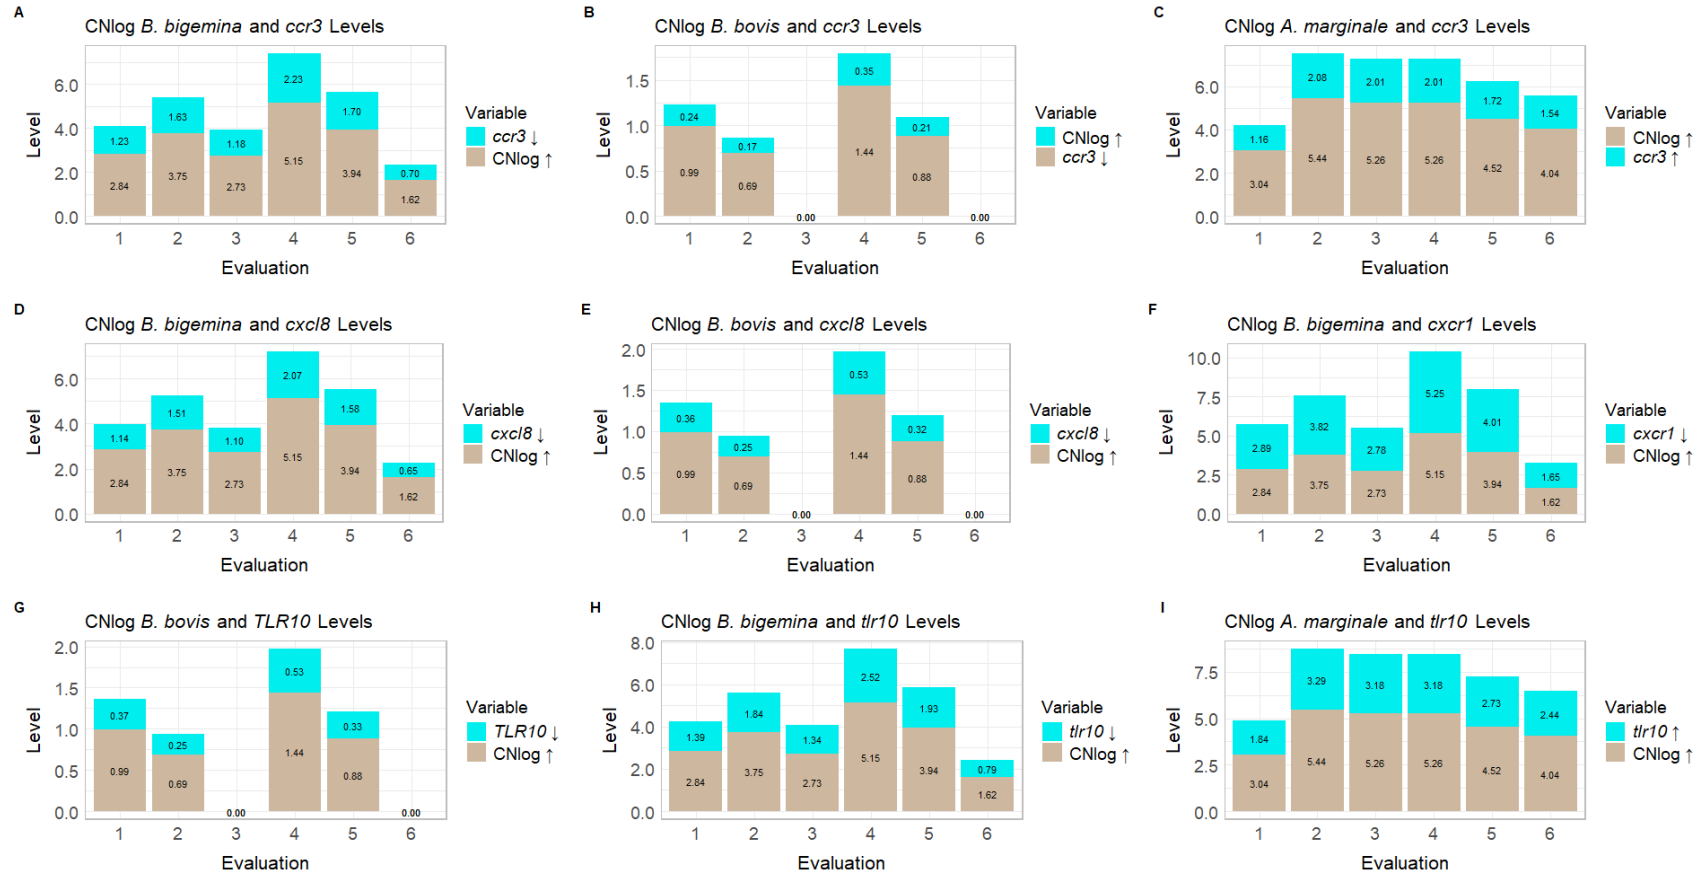 A
CNlog B. bigemina and ccr3 Levels
Level
6.0
4.0
2.0
0.0
1.23
1.63
1.18
2.23
1.70
0.70
2.84
3.75
2.73
5.15
3.94
1.62
1 2 3 4 5 6
Evaluation
Variable
ccr3 ↓
CNlog ↑
B
CNlog B. bovis and ccr3 Levels
Level
1.5
1.0
0.5
0.0
0.24
0.17
0.35
0.21
0.99
0.69
0.00
1.44
0.88
0.00
1 2 3 4 5 6
Evaluation
Variable
CNlog ↑
ccr3 ↓
C
CNlog A. marginale and ccr3 Levels
Level
6.0
4.0
2.0
0.0
1.16
2.08
2.01
2.01
1.72
1.54
3.04
5.44
5.26
5.26
4.52
4.04
1 2 3 4 5 6
Evaluation
Variable
CNlog ↑
ccr3 ↑
D
CNlog B. bigemina and cxcl8 Levels
Level
6.0
4.0
2.0
0.0
1.14
1.51
1.10
2.07
1.58
0.65
2.84
3.75
2.73
5.15
3.94
1.62
1 2 3 4 5 6
Evaluation
Variable
cxcl8 ↓
CNlog ↑
E
CNlog B. bovis and cxcl8 Levels
Level
2.0
1.5
1.0
0.5
0.0
0.36
0.25
0.53
0.32
0.99
0.69
0.00
1.44
0.88
0.00
1 2 3 4 5 6
Evaluation
Variable
cxcl8 ↓
CNlog ↑
F
CNlog B. bigemina and cxcr1 Levels
Level
10.0
7.5
5.0
2.5
0.0
2.89
3.82
2.78
5.25
4.01
1.65
2.84
3.75
2.73
5.15
3.94
1.62
1 2 3 4 5 6
Evaluation
Variable
cxcr1 ↓
CNlog ↑
G
CNlog B. bovis and TLR10 Levels
Level
2.0
1.5
1.0
0.5
0.0
0.37
0.25
0.53
0.33
0.99
0.69
0.00
1.44
0.88
0.00
1 2 3 4 5 6
Evaluation
Variable
TLR10 ↓
CNlog ↑
H
CNlog B. bigemina and tlr10 Levels
Level
8.0
6.0
4.0
2.0
0.0
1.39
1.84
1.34
2.52
1.93
0.79
2.84
3.75
2.73
5.15
3.94
1.62
1 2 3 4 5 6
Evaluation
Variable
tlr10 ↓
CNlog ↑
I
CNlog A. marginale and tlr10 Levels
Level
7.5
5.0
2.5
0.0
1.84
3.29
3.18
3.18
2.73
2.44
3.04
5.44
5.26
5.26
4.52
4.04
1 2 3 4 5 6
Evaluation
Variable
tlr10 ↑
CNlog ↑